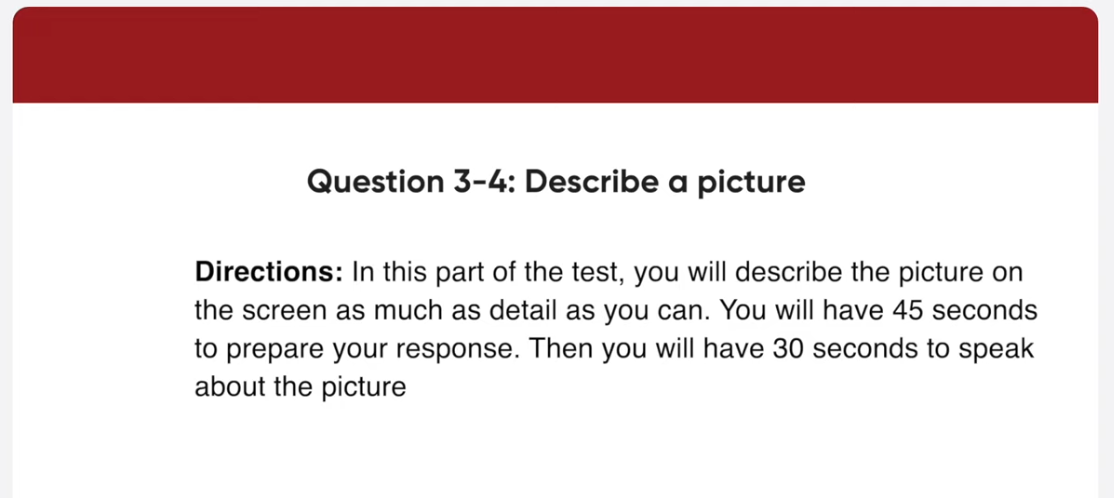 Question 3-4: Describe a picture
Directions: In this part of the test, you will describe the picture on
the screen as much as detail as you can. You will have 45 seconds
to prepare your response. Then you will have 30 seconds to speak
about the picture